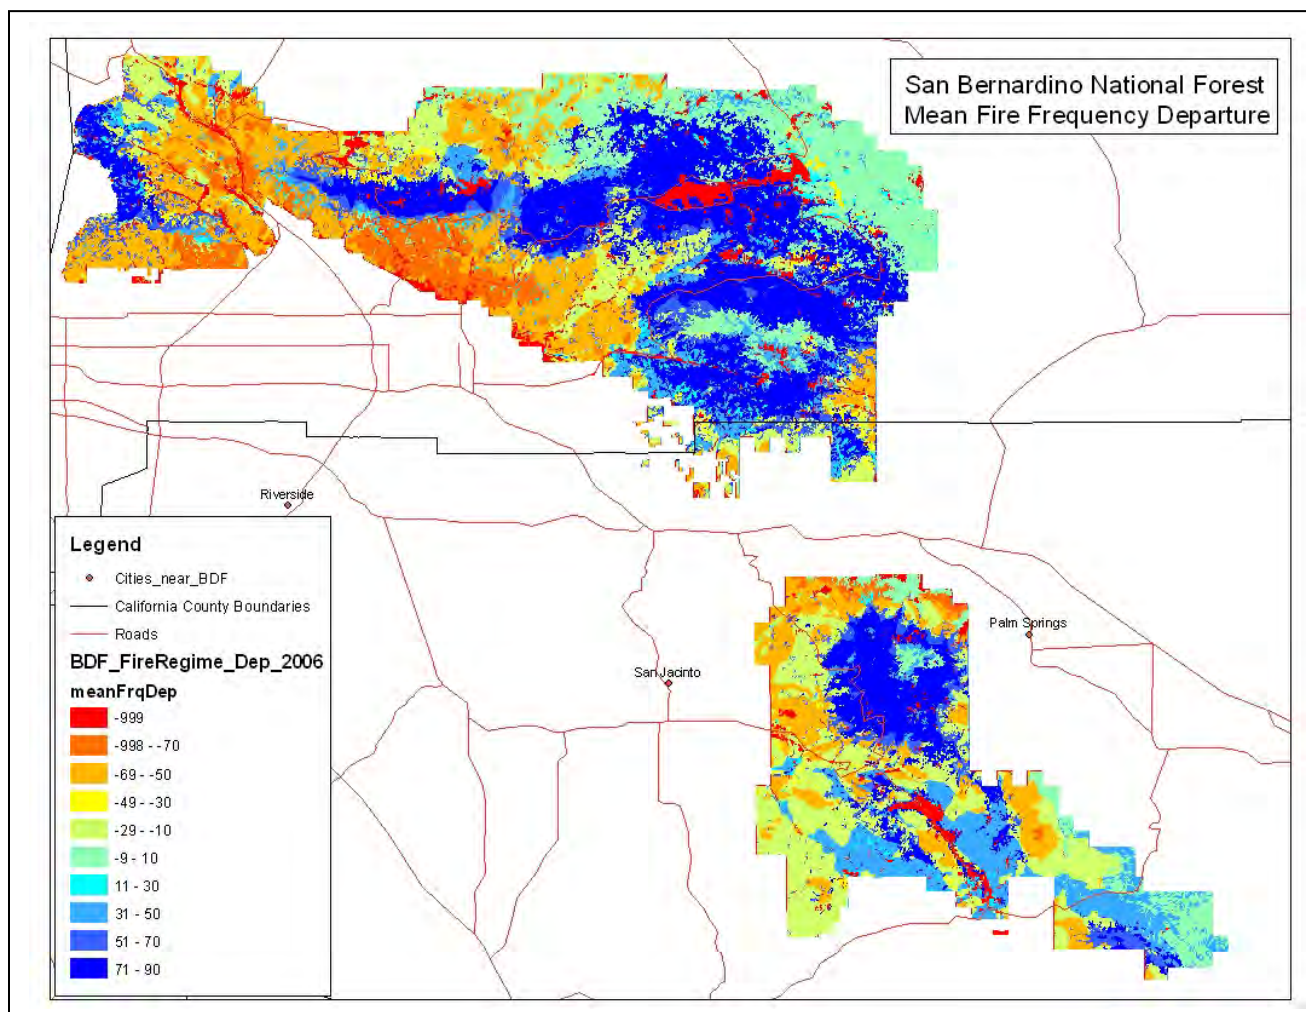 San Bernardino National Forest
Mean Fire Frequency Departure
Riverside
Palm Springs
San Jacinto
Legend
Cities_near_BDF
California County Boundaries
Roads
BDF_FireRegime_Dep_2006
meanFrqDep
-999
-998 - -70
-69 - -50
-49 - -30
-29 - -10
-9 - 10
11 - 30
31 - 50
51 - 70
71 - 90